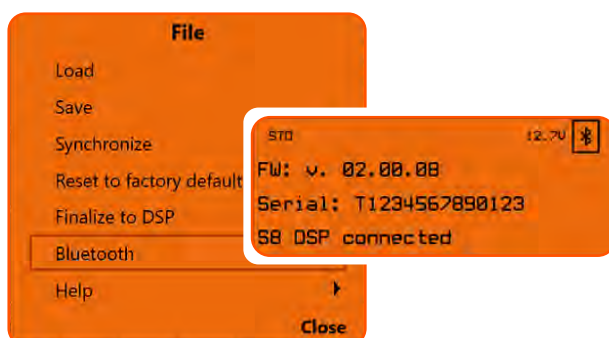 File
Load
Save
Synchronize
Reset to factory default
Finalize to DSP
Bluetooth
Help
Close
STD 12.7V
FW: v. 02.00.08
Serial: T1234567890123
S8 DSP connected